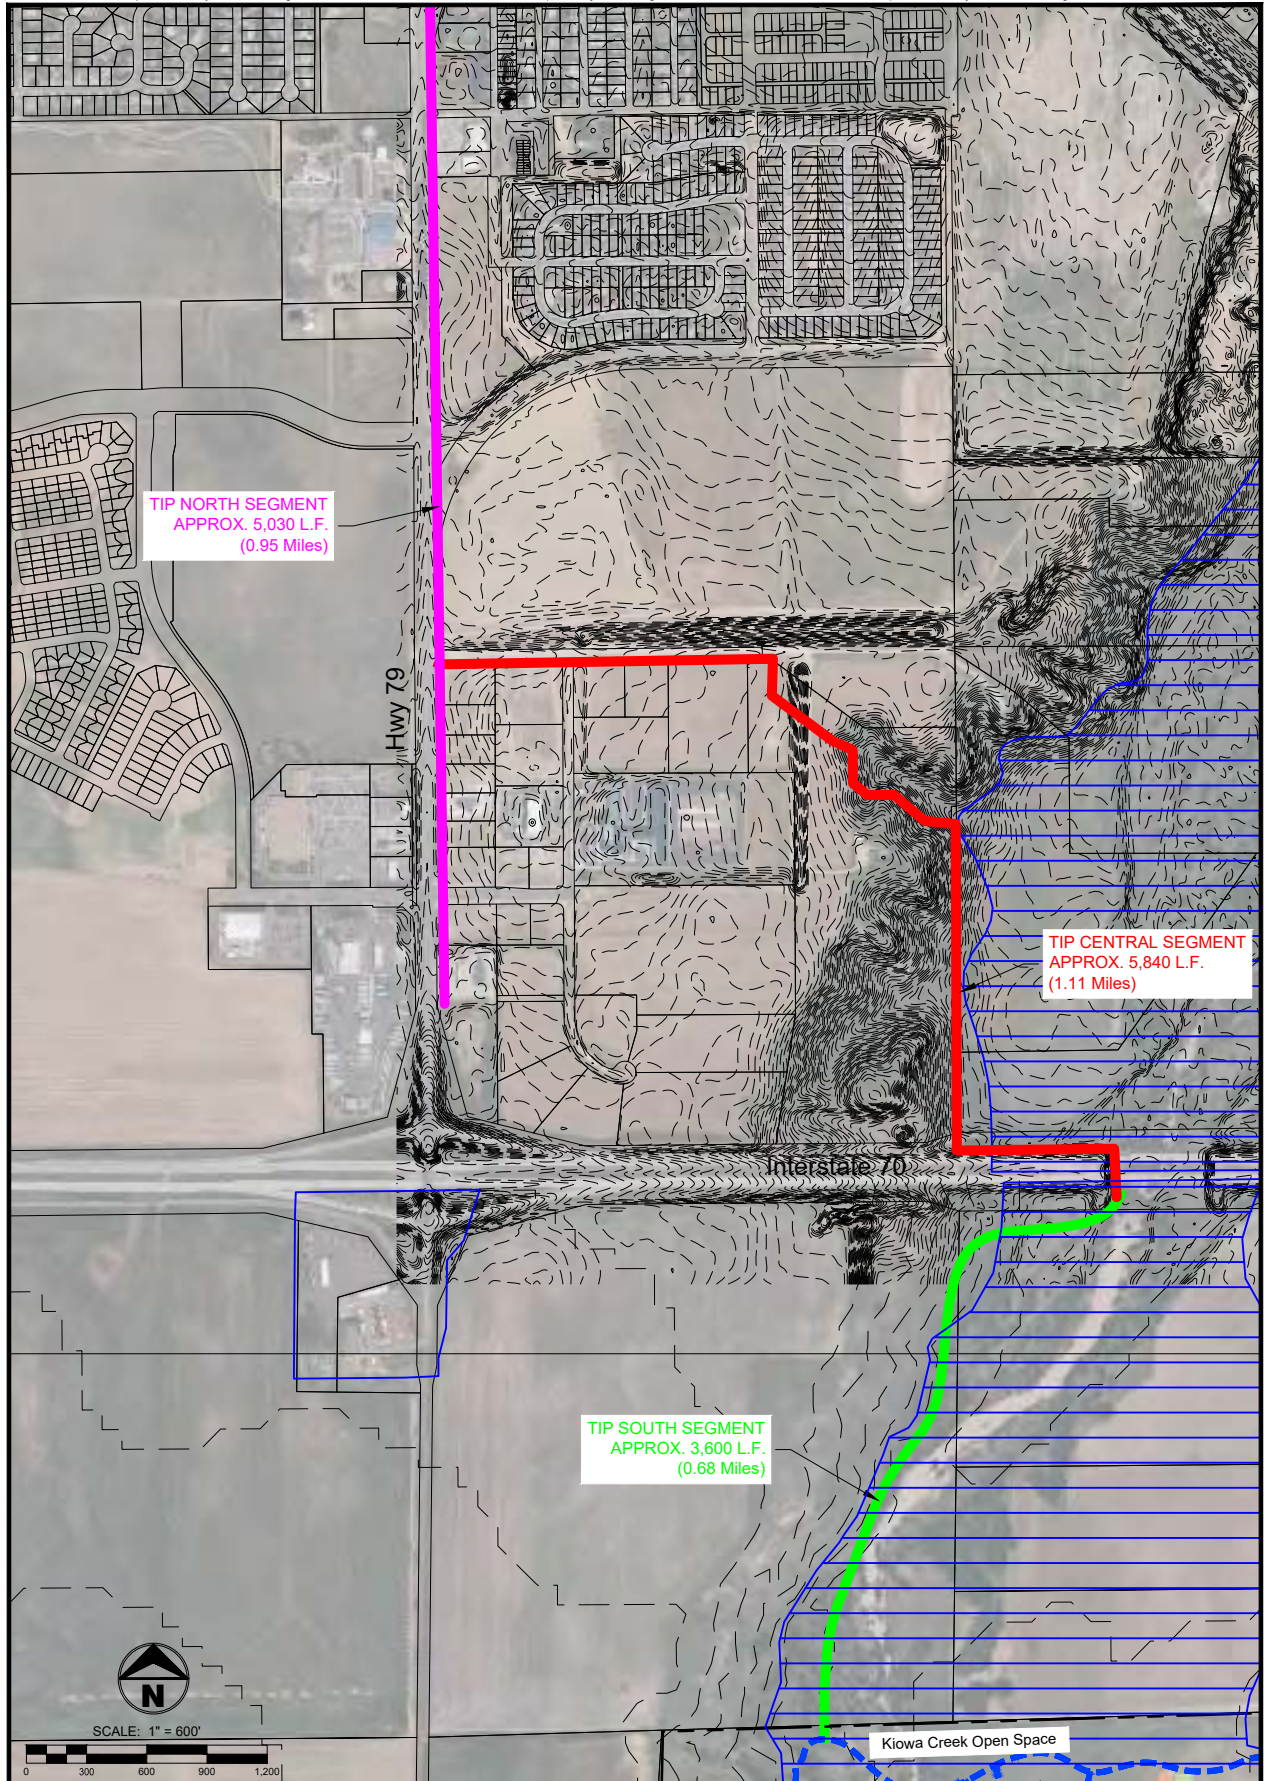 TIP NORTH SEGMENT
APPROX. 5,030 L.F.
(0.95 Miles)
Hwy 79
TIP CENTRAL SEGMENT
APPROX. 5,840 L.F.
(1.11 Miles)
Interstate 70
TIP SOUTH SEGMENT
APPROX. 3,600 L.F.
(0.68 Miles)
N
SCALE: 1" = 600'
0 300 600 900 1,200
Kiowa Creek Open Space